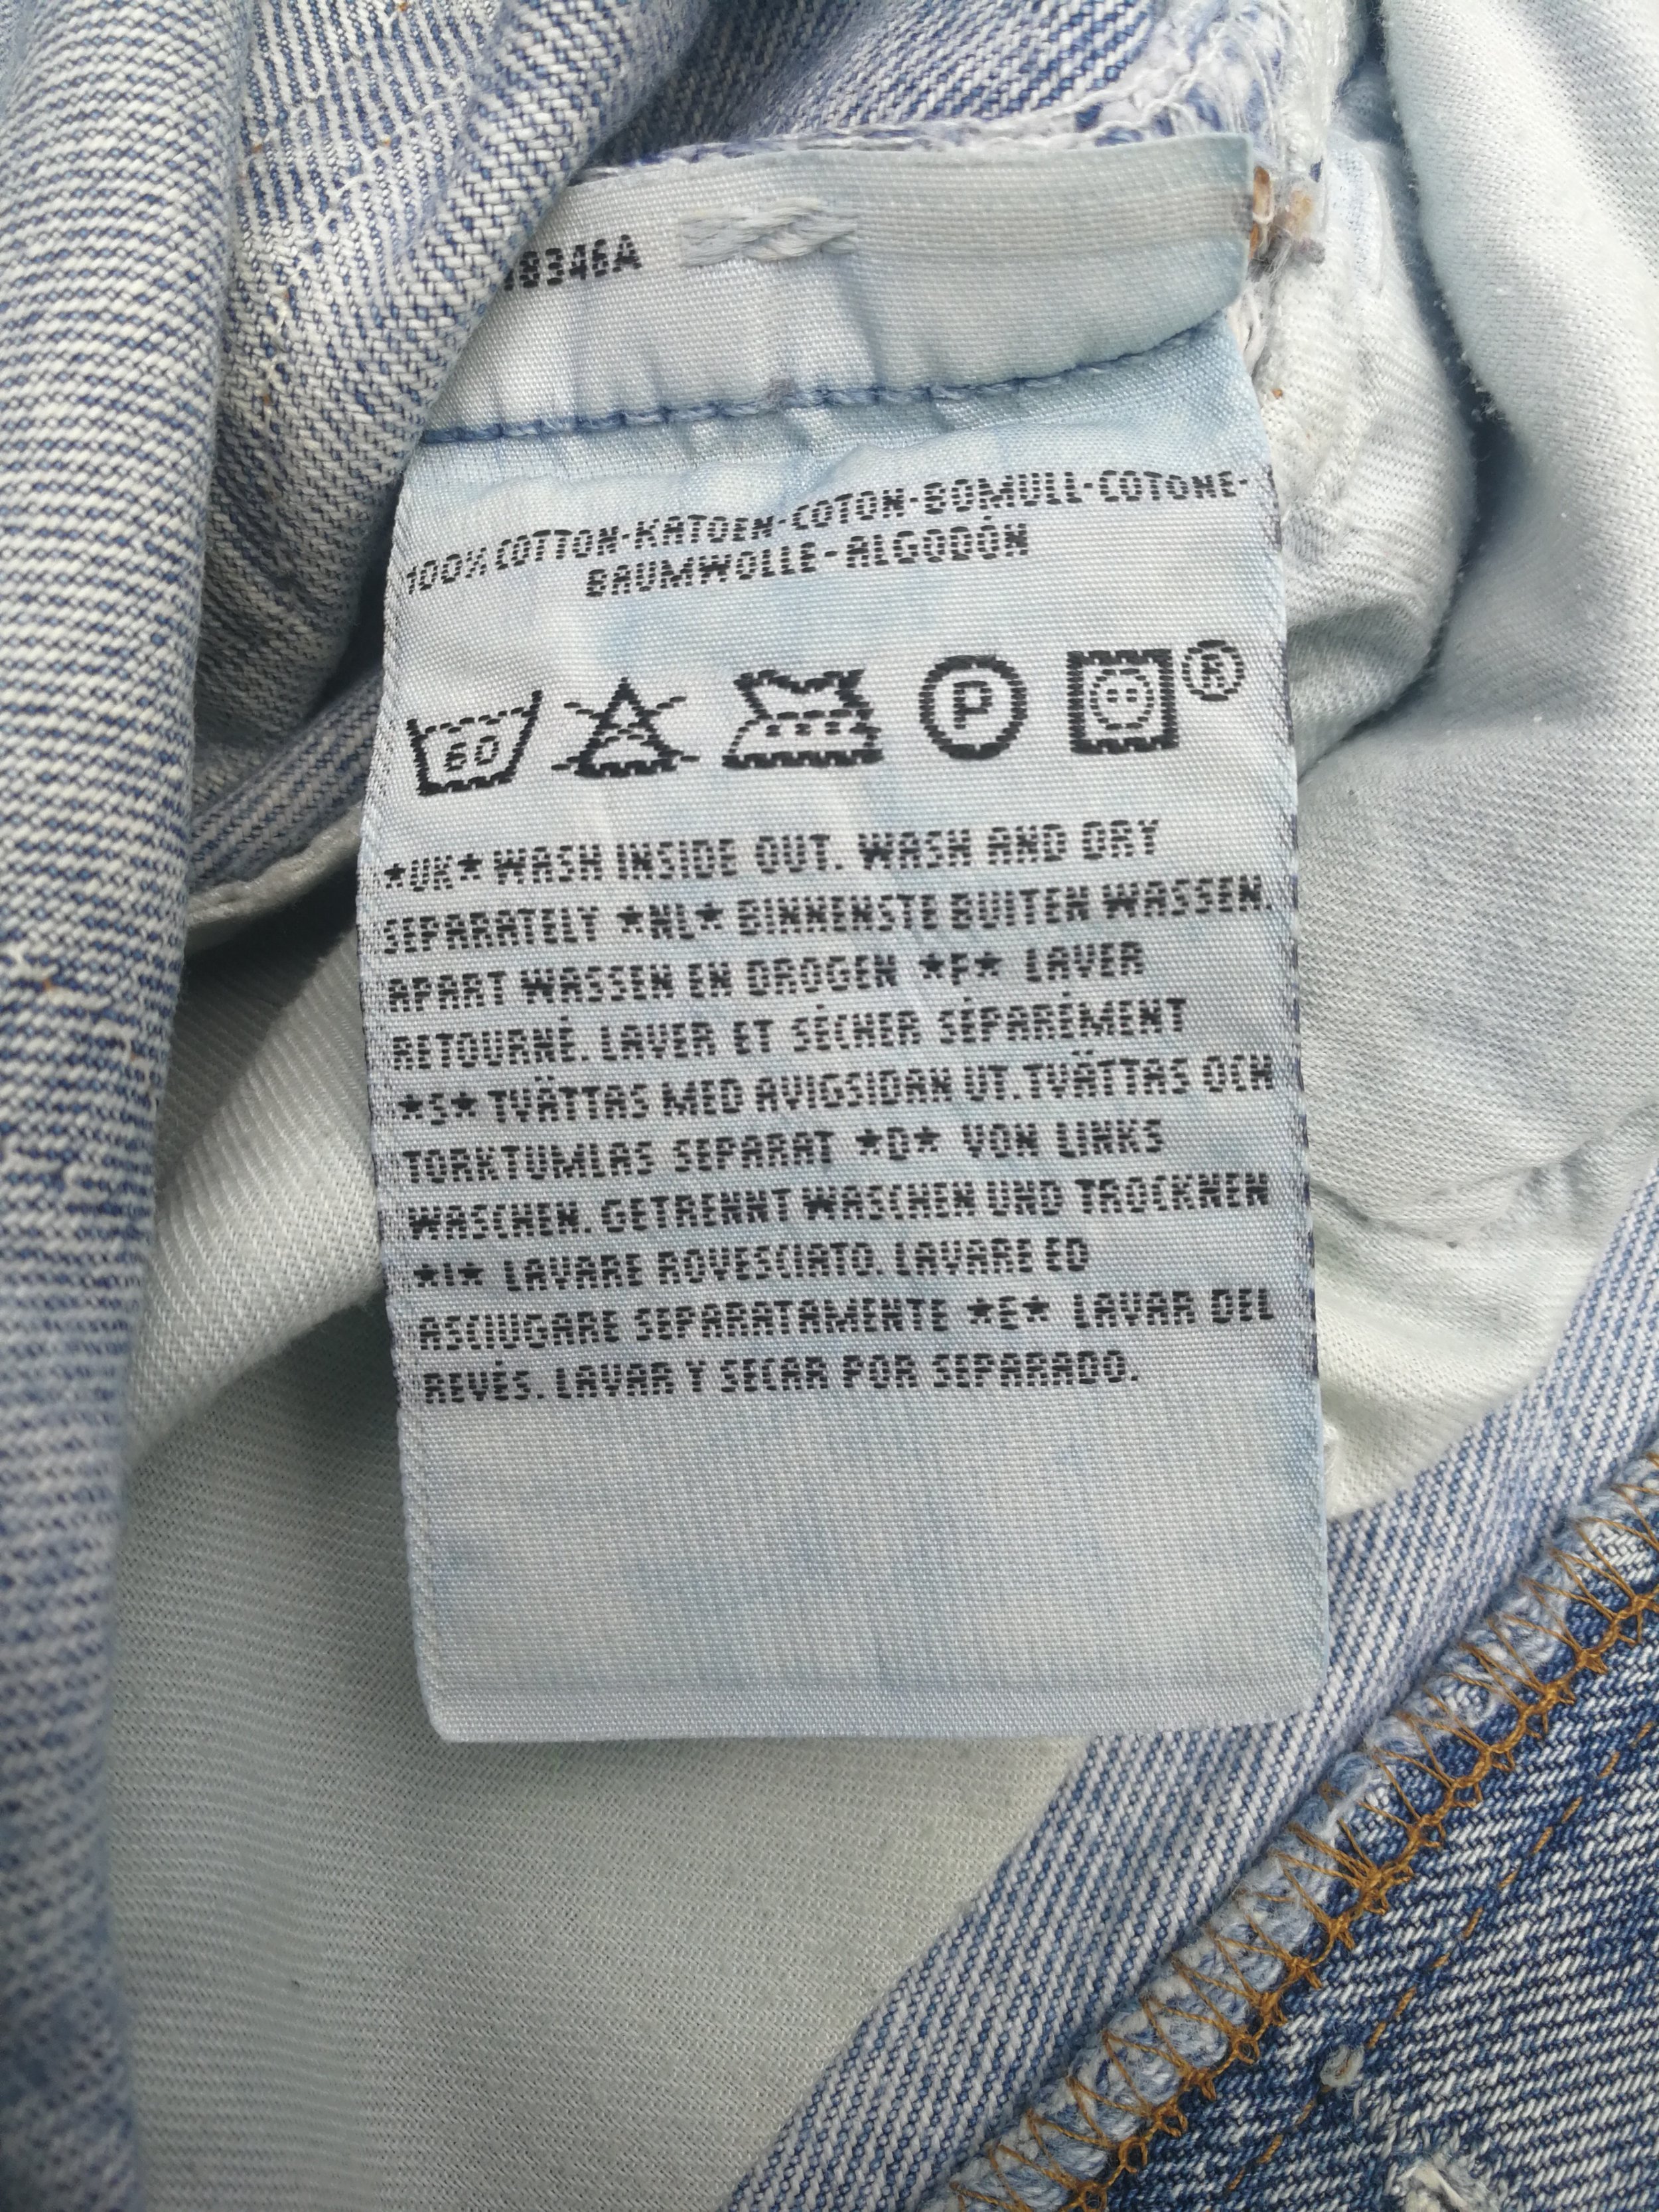 18346A
100% COTTON-KATOEN-COTON-BOMULL-COTONE-
BAUMWOLLE-ALGODÓN
60 P ®
*UK* WASH INSIDE OUT. WASH AND DRY
SEPARATELY *NL* BINNENSTEBUITEN WASSEN.
APART WASSEN EN DROGEN *F* LAVER
RETOURNÉ. LAVER ET SÉCHER SÉPARÉMENT
*S* TVÄTTAS MED AVIGSIDAN UT. TVÄTTAS OCH
TORKTUMLAS SEPARAT *D* VON LINKS
WASCHEN. GETRENNT WASCHEN UND TROCKNEN
*I* LAVARE ROVESCIATO. LAVARE ED
ASCIUGARE SEPARATAMENTE *E* LAVAR DEL
REVÉS. LAVAR Y SECAR POR SEPARADO.